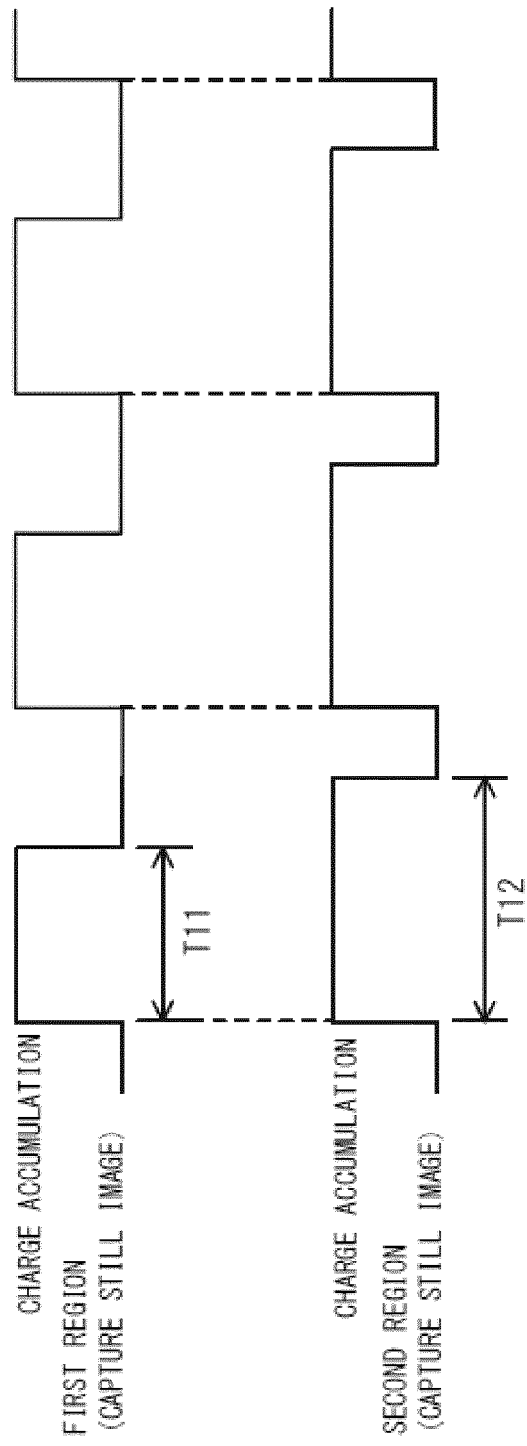 CHARGE ACCUMULATION
FIRST REGION
(CAPTURE STILL IMAGE)
T11
CHARGE ACCUMULATION
SECOND REGION
(CAPTURE STILL IMAGE)
T12